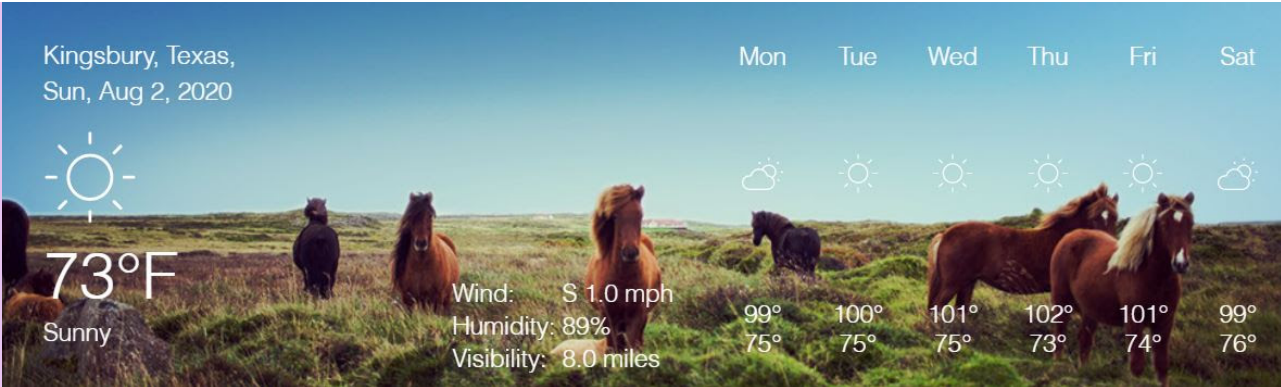 Kingsbury, Texas,
Sun, Aug 2, 2020
73°F
Sunny
Wind: S 1.0 mph
Humidity: 89%
Visibility: 8.0 miles
Mon Tue Wed Thu Fri Sat
99° 100° 101° 102° 101° 99°
75° 75° 75° 73° 74° 76°